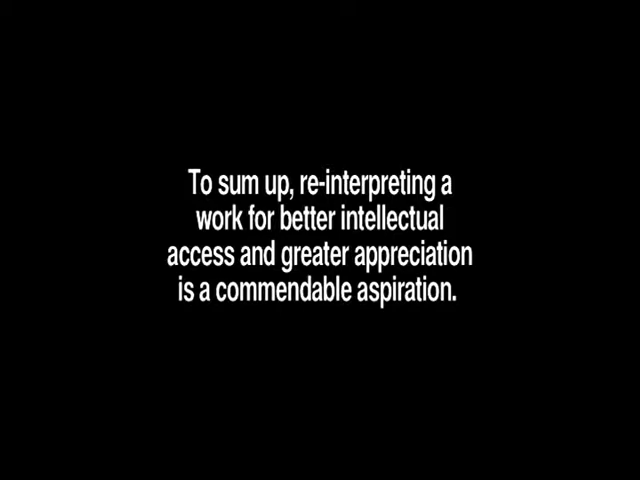 To sum up, re-interpreting a
work for better intellectual
access and greater appreciation
is a commendable aspiration.